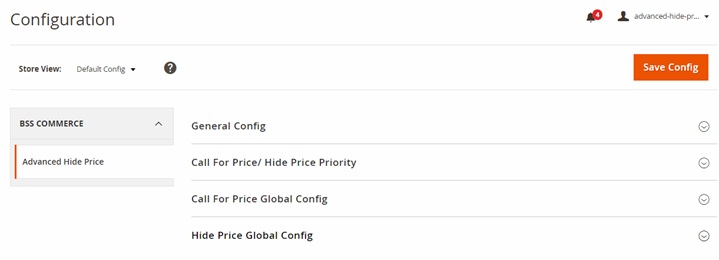 Configuration
4
advanced-hide-pr...
Store View: Default Config
?
Save Config
BSS COMMERCE
Advanced Hide Price
General Config
Call For Price/ Hide Price Priority
Call For Price Global Config
Hide Price Global Config